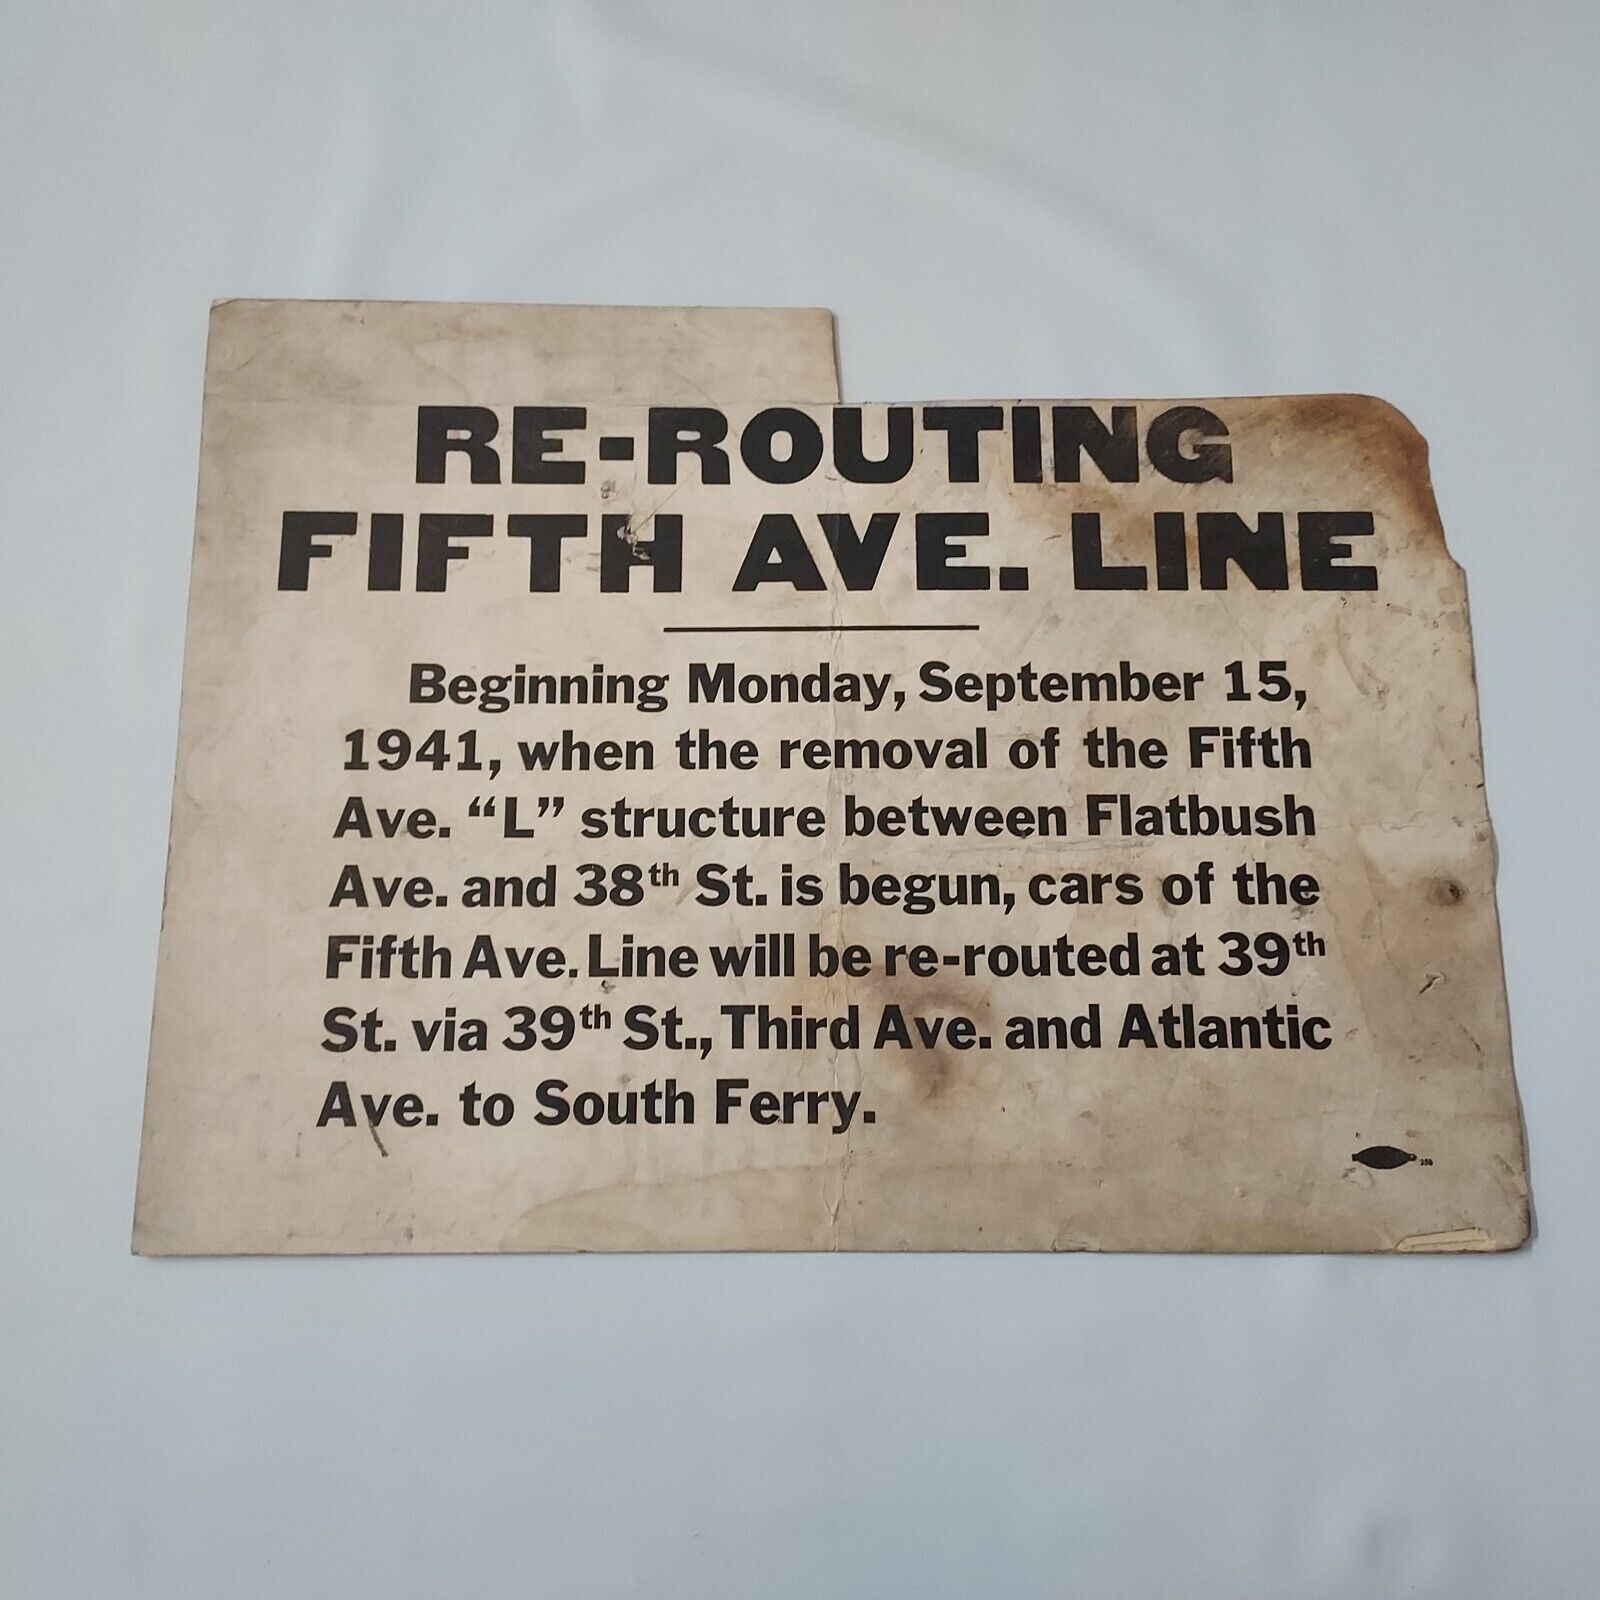 RE-ROUTING
FIFTH AVE. LINE
Beginning Monday, September 15,
1941, when the removal of the Fifth
Ave. “L” structure between Flatbush
Ave. and 38th St. is begun, cars of the
Fifth Ave. Line will be re-routed at 39th
St. via 39th St., Third Ave. and Atlantic
Ave. to South Ferry.
258